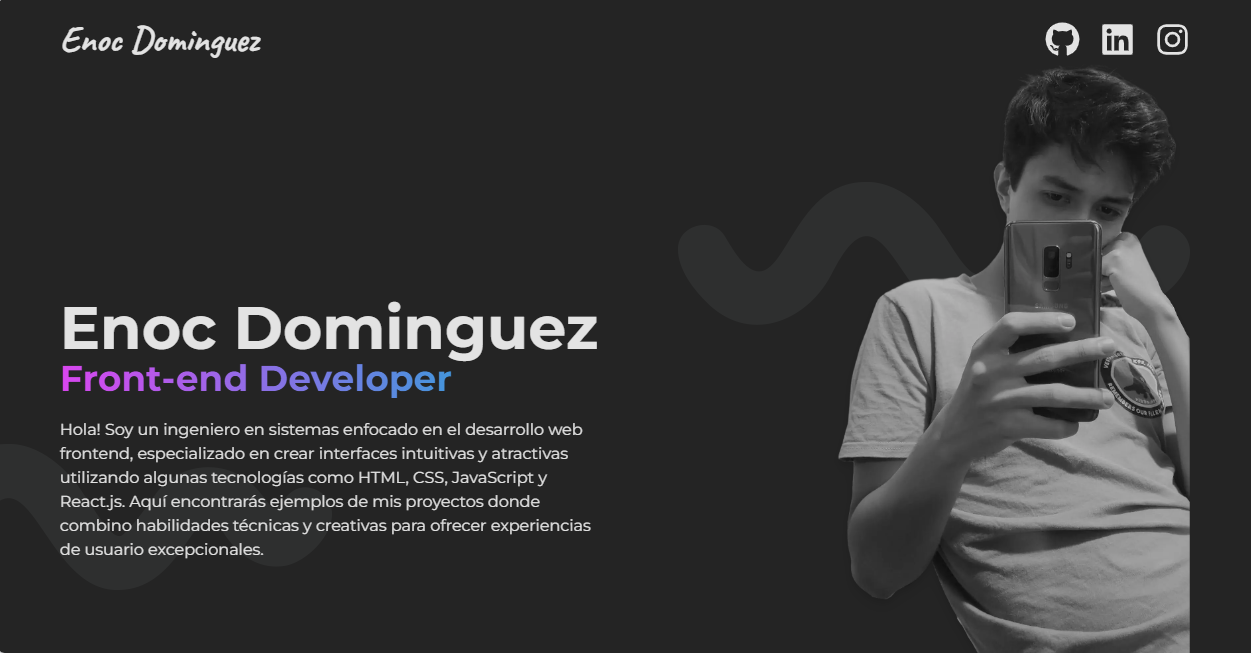 Enoc Dominguez
Enoc Dominguez
Front-end Developer
Hola! Soy un ingeniero en sistemas enfocado en el desarrollo web
frontend, especializado en crear interfaces intuitivas y atractivas
utilizando algunas tecnologías como HTML, CSS, JavaScript y
React.js. Aquí encontrarás ejemplos de mis proyectos donde
combino habilidades técnicas y creativas para ofrecer experiencias
de usuario excepcionales.